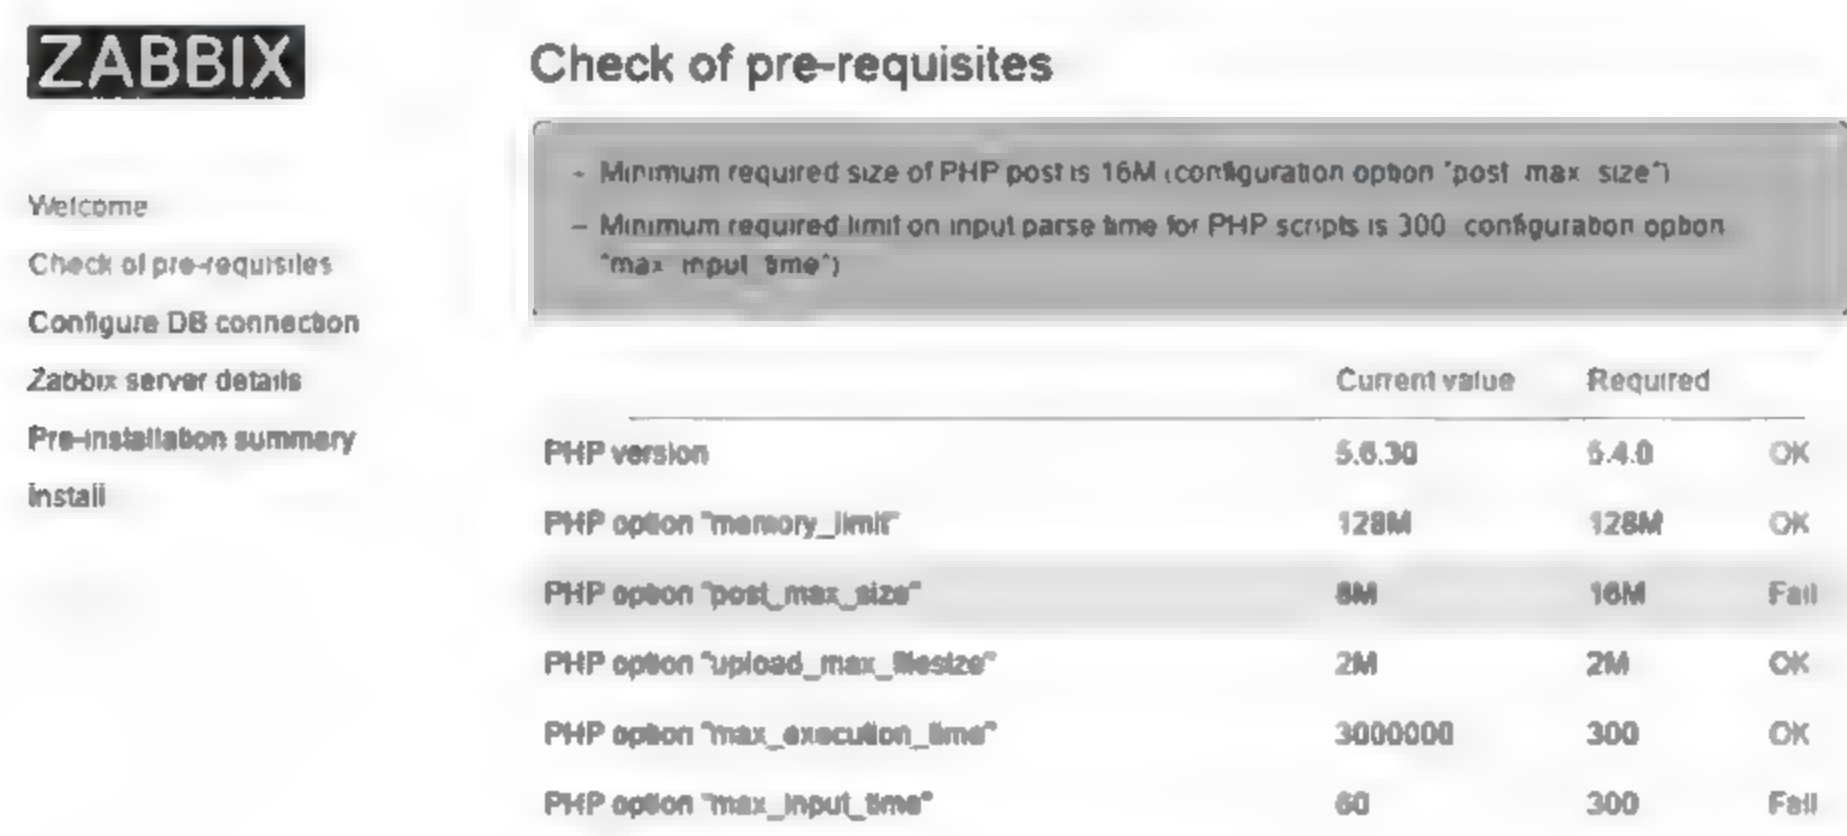 ZABBIX
Check of pre-requisites
- Minimum required size of PHP post is 16M (configuration option "post_max_size")
- Minimum required limit on input parse time for PHP scripts is 300 (configuration option
"max_input_time")
Welcome
Check of pre-requisites
Configure DB connection
Zabbix server details
Pre-installation summary
Install
Current value Required
PHP version 5.6.30 5.4.0 OK
PHP option "memory_limit" 128M 128M OK
PHP option "post_max_size" 8M 16M Fail
PHP option "upload_max_filesize" 2M 2M OK
PHP option "max_execution_time" 3000000 300 OK
PHP option "max_input_time" 60 300 Fail